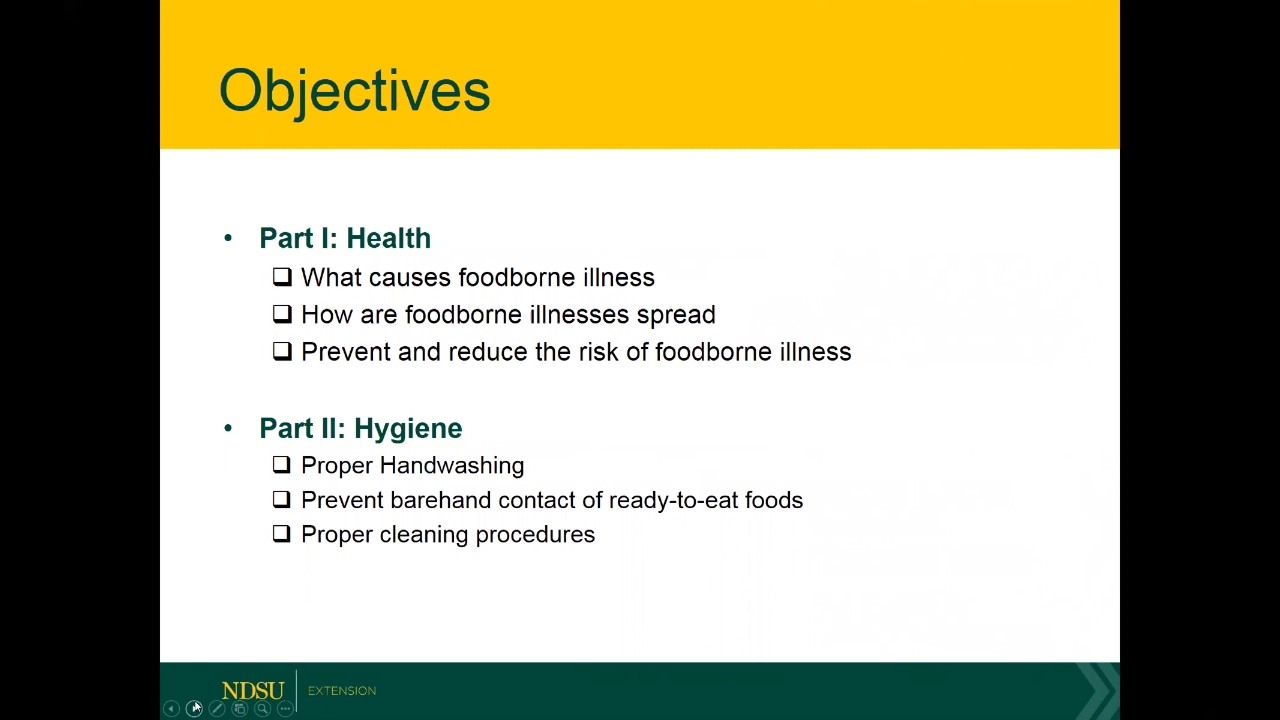 Objectives
• Part I: Health
❑ What causes foodborne illness
❑ How are foodborne illnesses spread
❑ Prevent and reduce the risk of foodborne illness
• Part II: Hygiene
❑ Proper Handwashing
❑ Prevent barehand contact of ready-to-eat foods
❑ Proper cleaning procedures
NDSU EXTENSION